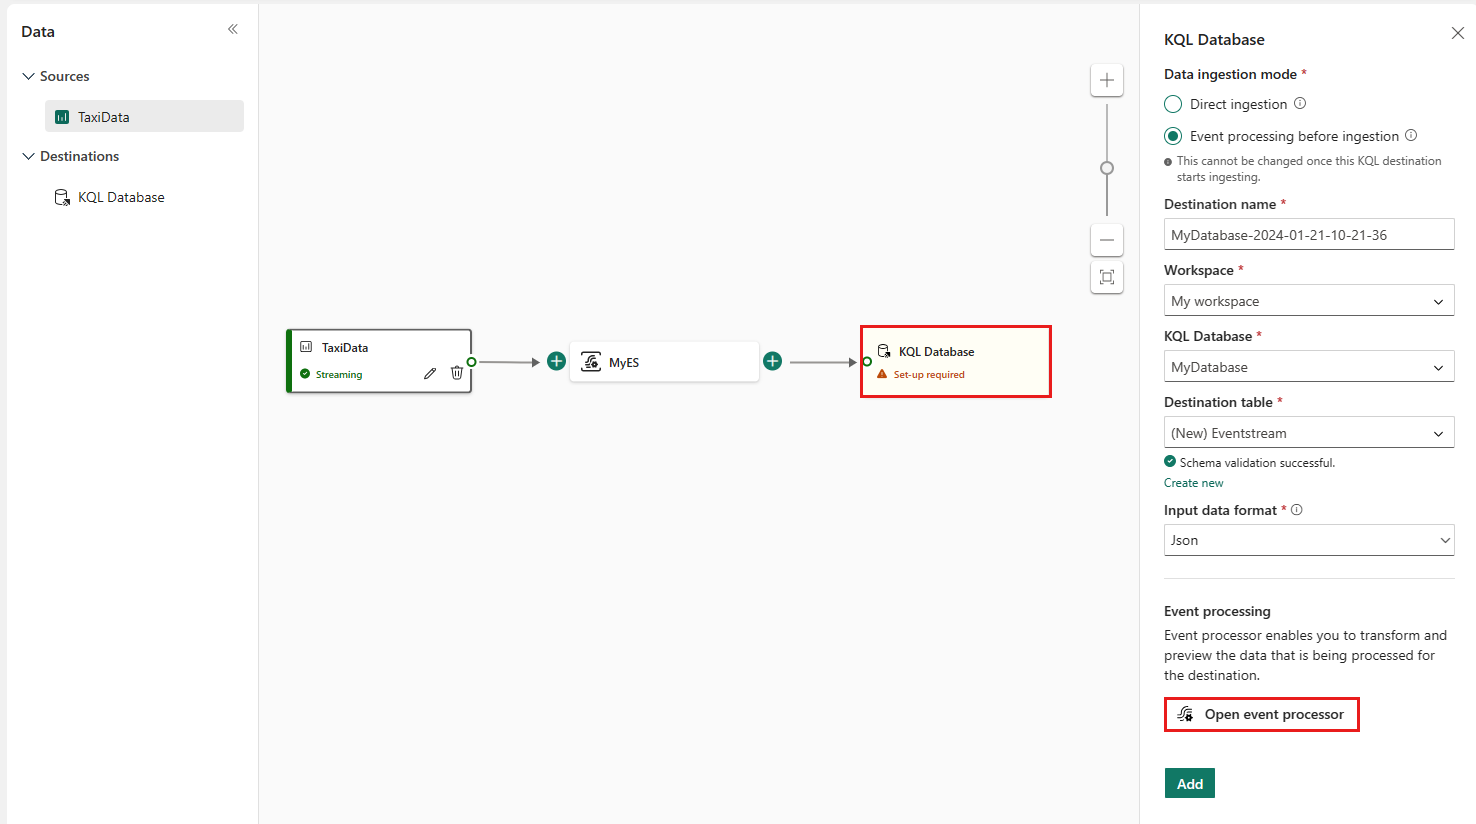 Data
Sources
TaxiData
Destinations
KQL Database
TaxiData
Streaming
MyES
KQL Database
Set-up required
KQL Database
Data ingestion mode *
Direct ingestion
Event processing before ingestion
This cannot be changed once this KQL destination
starts ingesting.
Destination name *
MyDatabase-2024-01-21-10-21-36
Workspace *
My workspace
KQL Database *
MyDatabase
Destination table *
(New) Eventstream
Schema validation successful.
Create new
Input data format *
Json
Event processing
Event processor enables you to transform and
preview the data that is being processed for
the destination.
Open event processor
Add